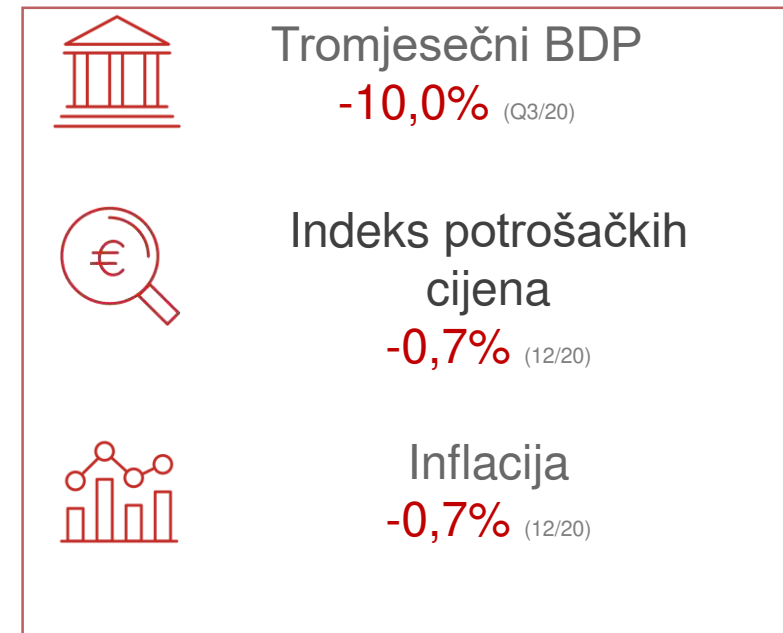 Tromjesečni BDP
-10,0% (Q3/20)
€
Indeks potrošačkih
cijena
-0,7% (12/20)
Inflacija
-0,7% (12/20)